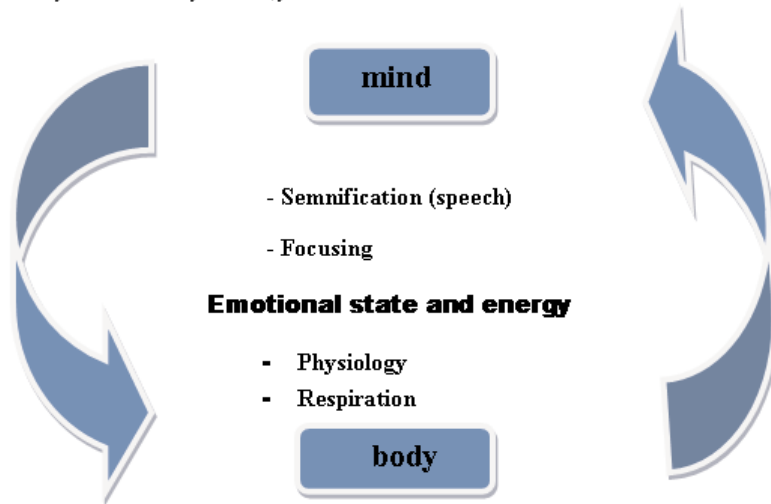 mind
- Semnification (speech)
- Focusing
Emotional state and energy
- Physiology
- Respiration
body